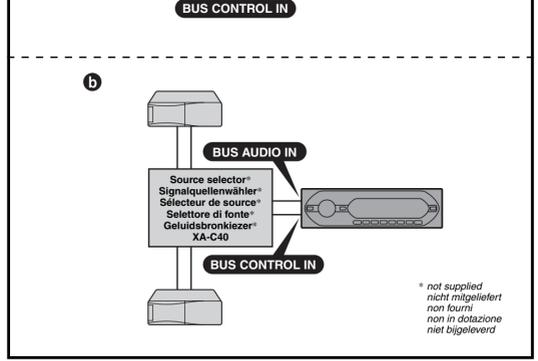 BUS CONTROL IN
b
BUS AUDIO IN
Source selector*
Signalquellenwähler*
Sélecteur de source*
Selettore di fonte*
Geluidsbronkiezer*
XA-C40
BUS CONTROL IN
* not supplied
nicht mitgeliefert
non fourni
non in dotazione
niet bijgeleverd